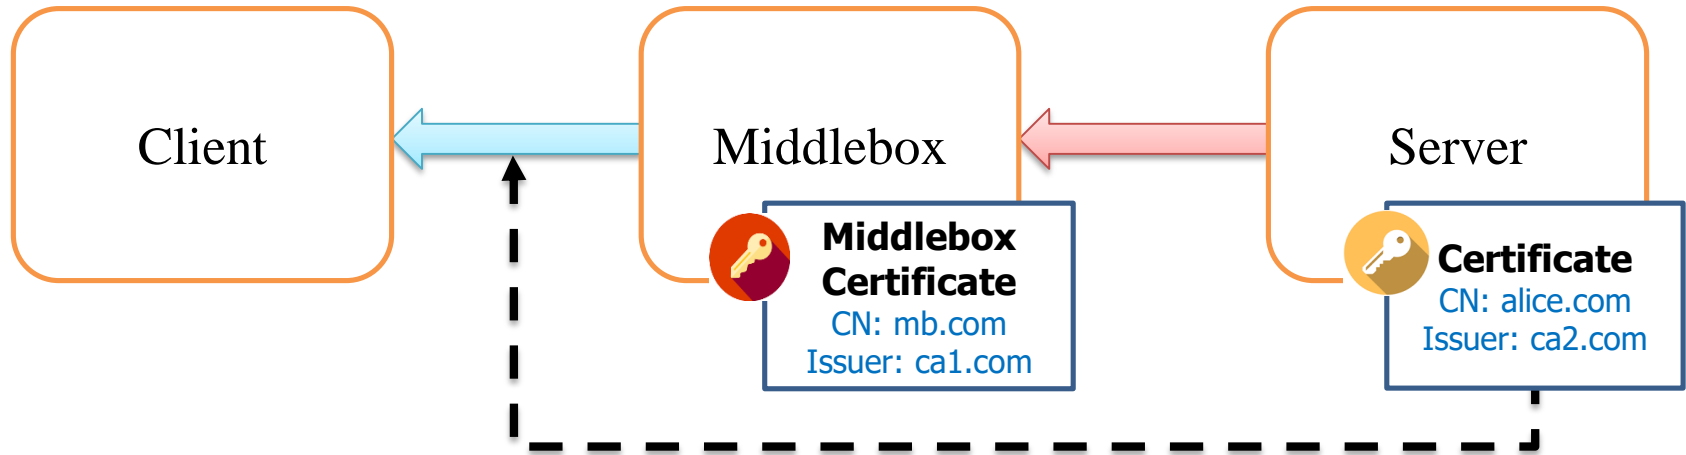 Client
Middlebox
Server
Middlebox
Certificate
CN: mb.com
Issuer: ca1.com
Certificate
CN: alice.com
Issuer: ca2.com